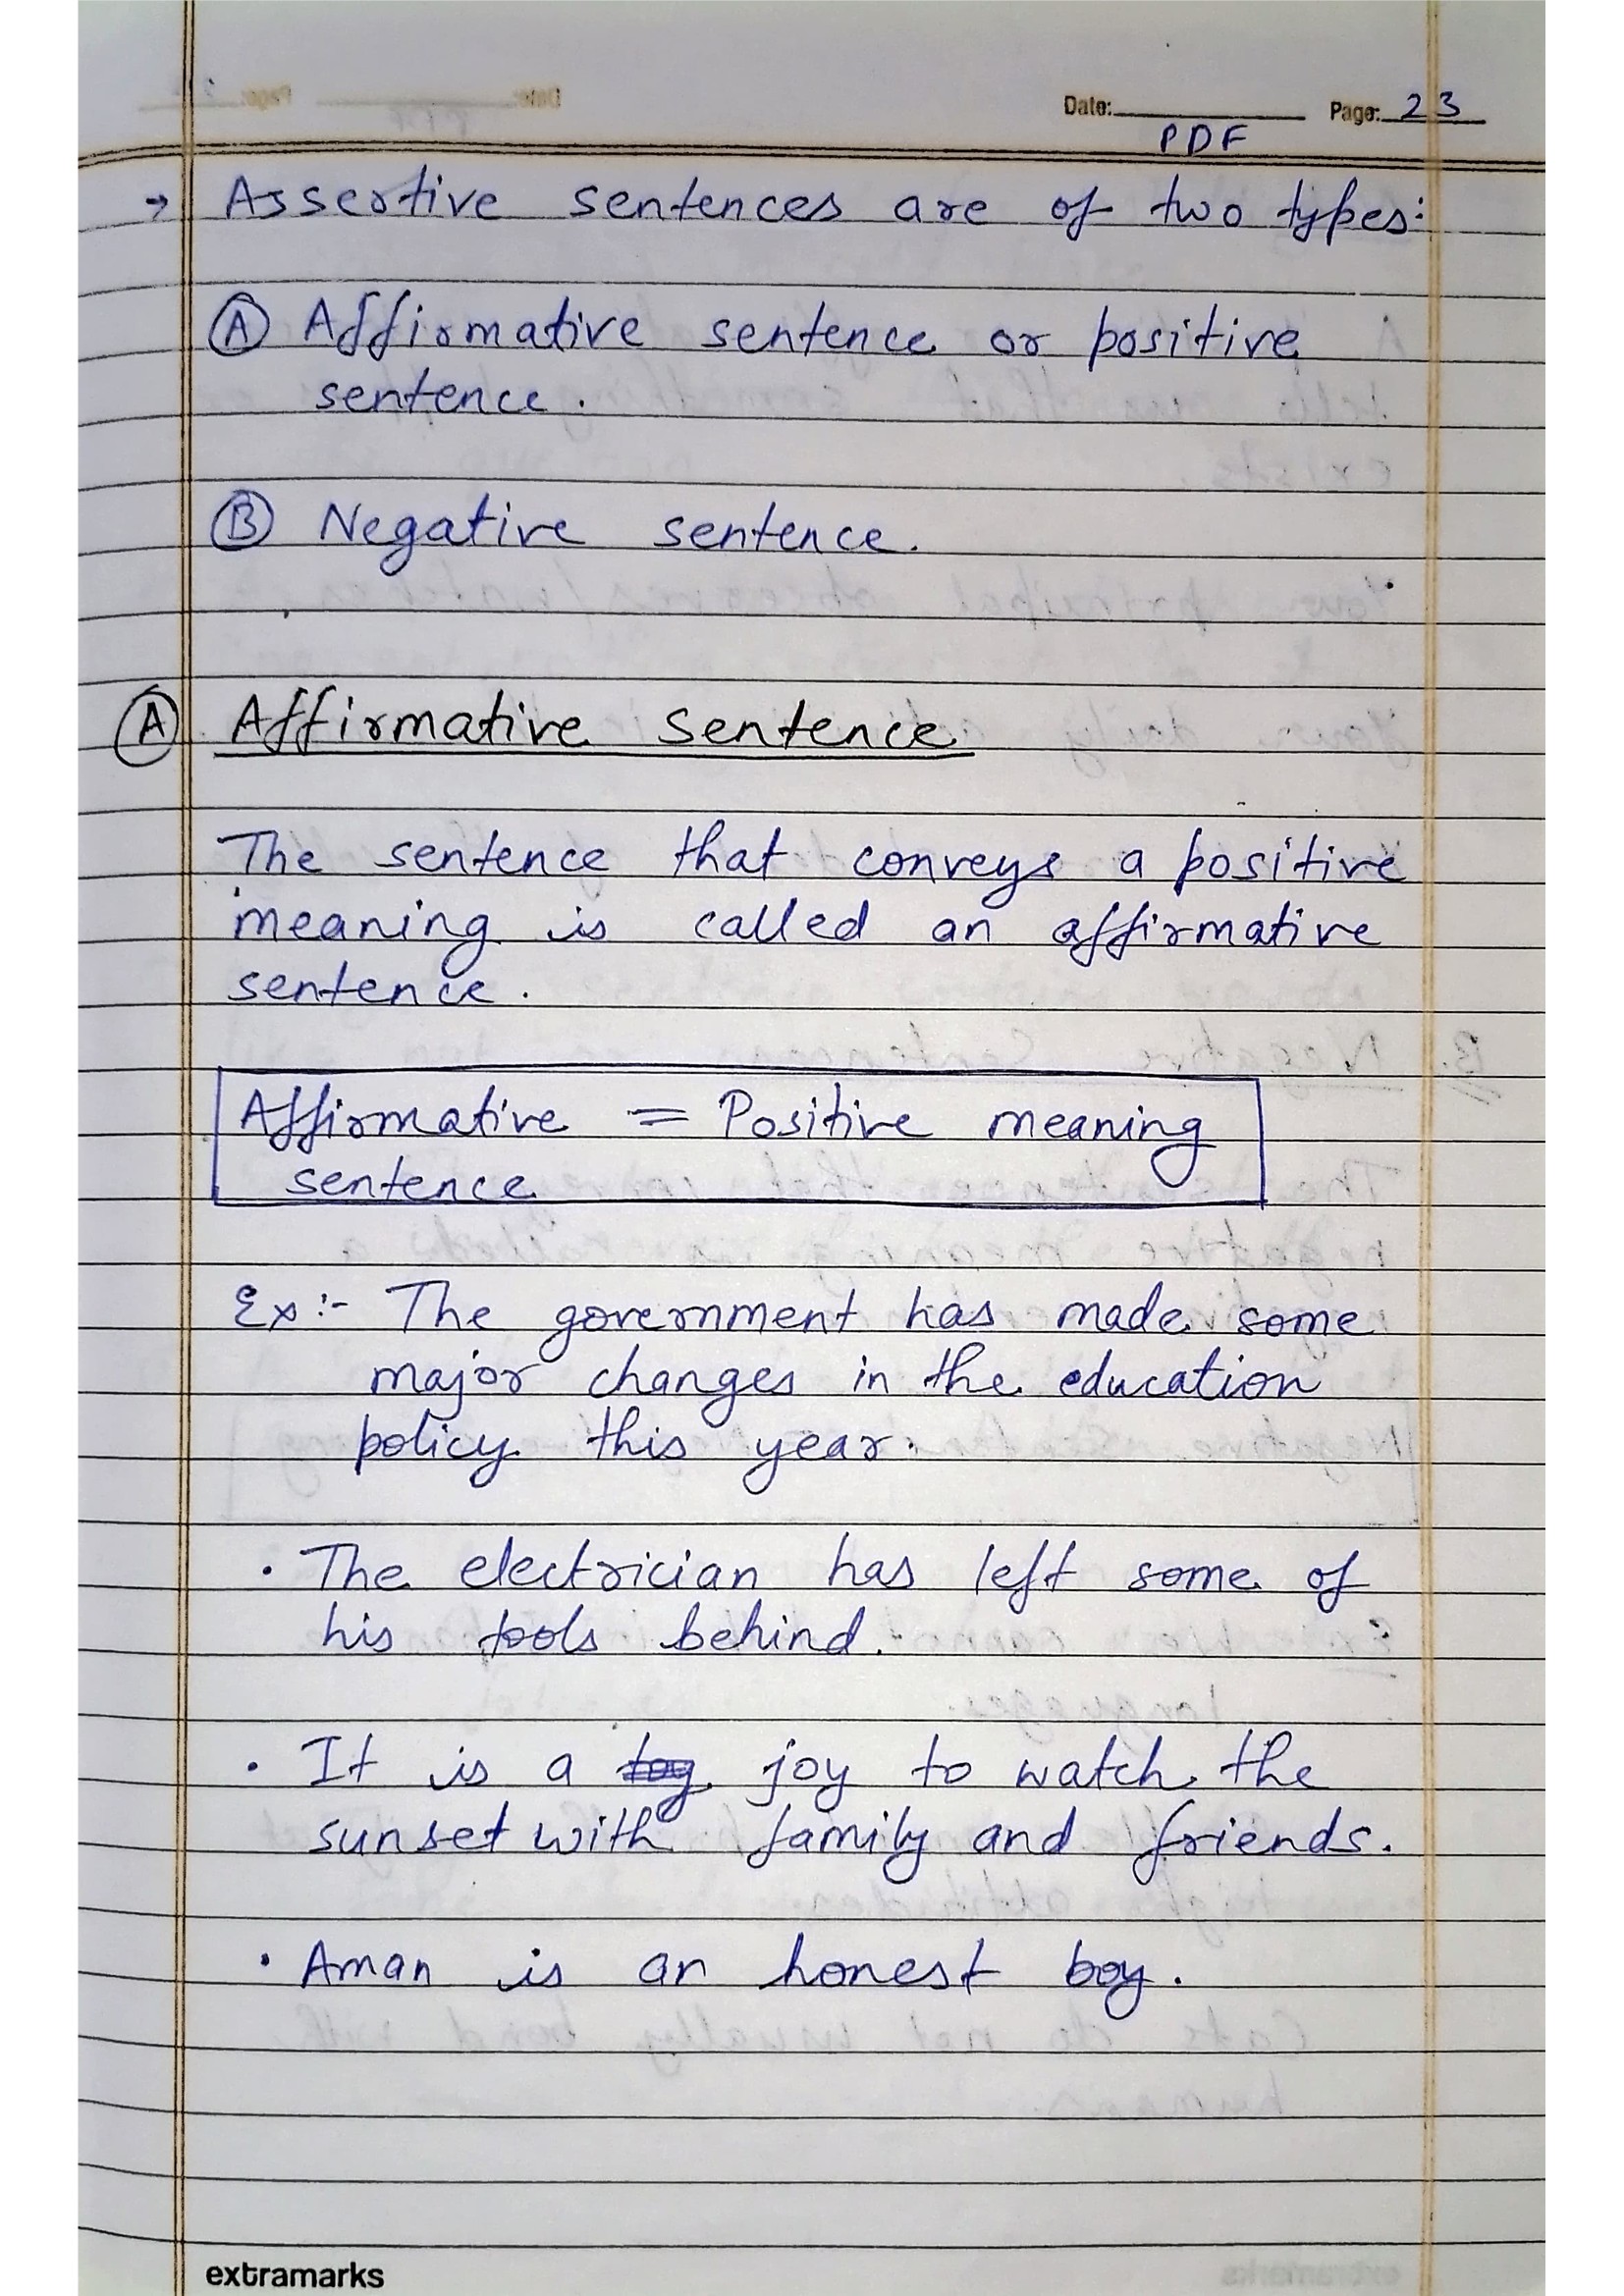 Date: Page: 23
PDF
→ Assertive sentences are of two types:
Ⓐ Affirmative sentence or positive
sentence.
Ⓑ Negative sentence.
Ⓐ Affirmative sentence
The sentence that conveys a positive
meaning is called an affirmative
sentence.
Affirmative = Positive meaning
sentence
Ex:- The government has made some
major changes in the education
policy this year.
• The electrician has left some of
his tools behind.
• It is a joy to watch the
sunset with family and friends.
• Aman is an honest boy.
extramarks